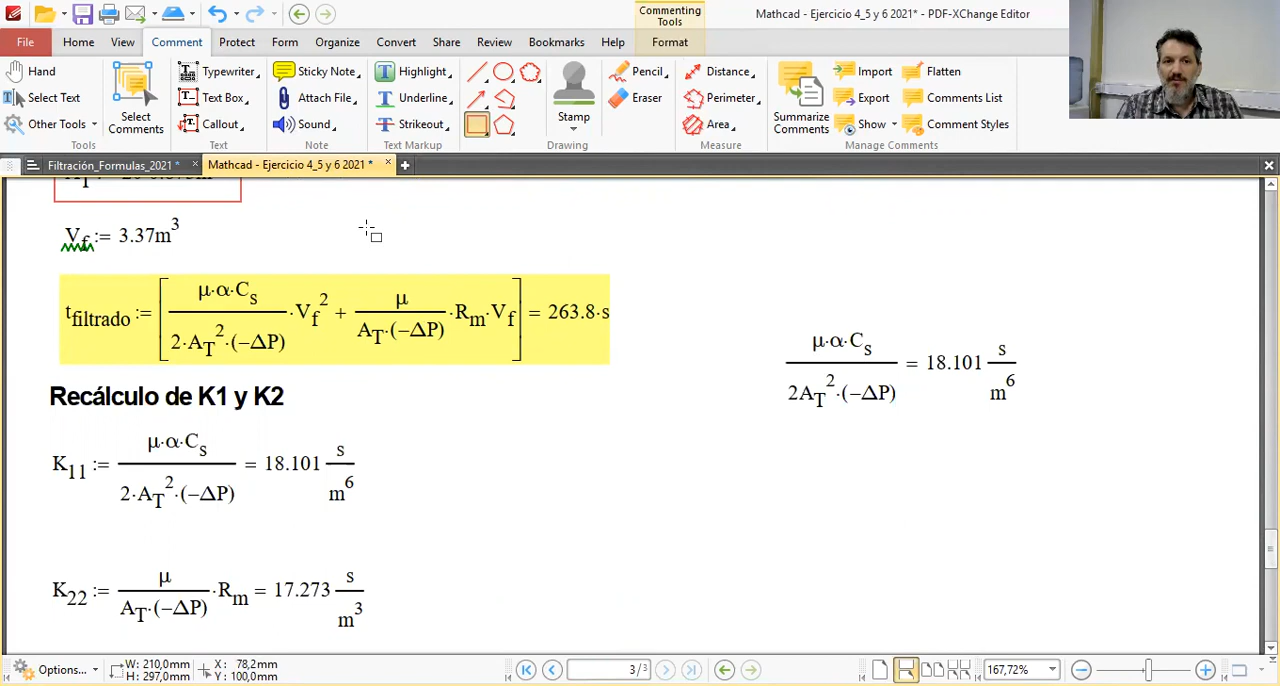 Commenting
Tools
Mathcad - Ejercicio 4_5 y 6 2021* - PDF-XChange Editor
File Home View Comment Protect Form Organize Convert Share Review Bookmarks Help Format
Hand
Select Text
Other Tools
Select
Comments
Tools
Typewriter
Text Box
Callout
Text
Sticky Note
Attach File
Sound
Highlight
Underline
Strikeout
Text Markup
Pencil
Eraser
Drawing
Stamp
Distance
Perimeter
Area
Measure
Summarize
Comments
Import
Export
Show
Flatten
Comments List
Comment Styles
Manage Comments
Filtración_Formulas_2021 * × Mathcad - Ejercicio 4_5 y 6 2021 * ×
V_f := 3.37m^3
t_filtrado := [ μ·α·C_s / (2·A_T^2·(−ΔP)) · V_f^2 + μ / (A_T·(−ΔP)) · R_m·V_f ] = 263.8·s
μ·α·C_s / (2A_T^2·(−ΔP)) = 18.101 s/m^6
Recálculo de K1 y K2
K_11 := μ·α·C_s / (2·A_T^2·(−ΔP)) = 18.101 s/m^6
K_22 := μ / (A_T·(−ΔP)) · R_m = 17.273 s/m^3
Options...
W: 210,0mm
H: 297,0mm
X: 78,2mm
Y: 100,0mm
3/3
167,72%